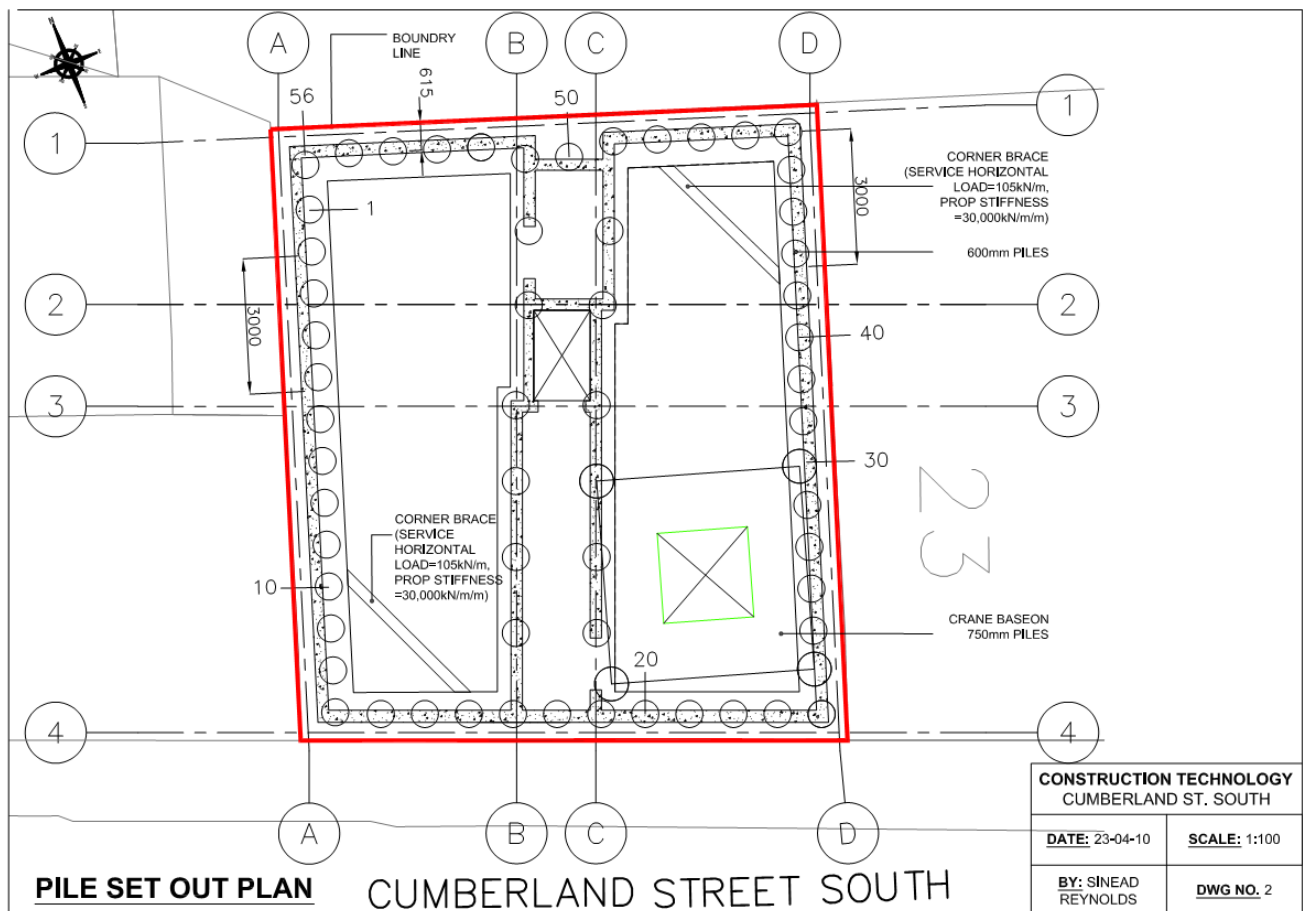 A
B
C
D
BOUNDRY
LINE
615
56
50
1
1
3000
CORNER BRACE
(SERVICE HORIZONTAL
LOAD=105kN/m,
PROP STIFFNESS
=30,000kN/m/m)
600mm PILES
1
2
2
3000
40
3
3
30
23
CORNER BRACE
(SERVICE
HORIZONTAL
LOAD=105kN/m,
PROP STIFFNESS
=30,000kN/m/m)
10
CRANE BASEON
750mm PILES
20
4
4
A
B
C
D
CONSTRUCTION TECHNOLOGY
CUMBERLAND ST. SOUTH
DATE: 23-04-10
SCALE: 1:100
BY: SINEAD
REYNOLDS
DWG NO. 2
PILE SET OUT PLAN
CUMBERLAND STREET SOUTH